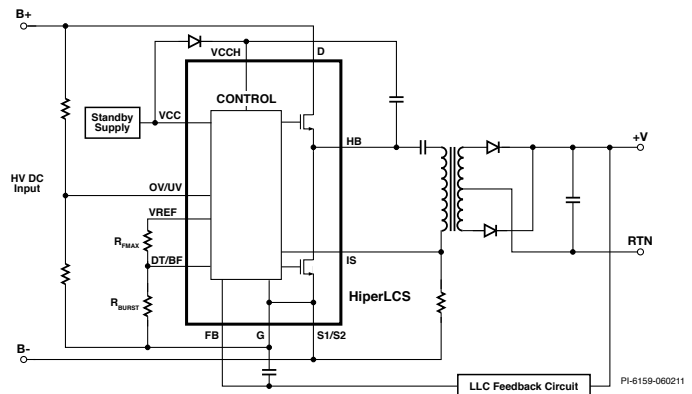 B+
VCCH
D
CONTROL
Standby
Supply
VCC
HB
+V
HV DC
Input
OV/UV
VREF
RFMAX
DT/BF
IS
RTN
HiperLCS
RBURST
FB
G
S1/S2
B-
LLC Feedback Circuit
PI-6159-060211